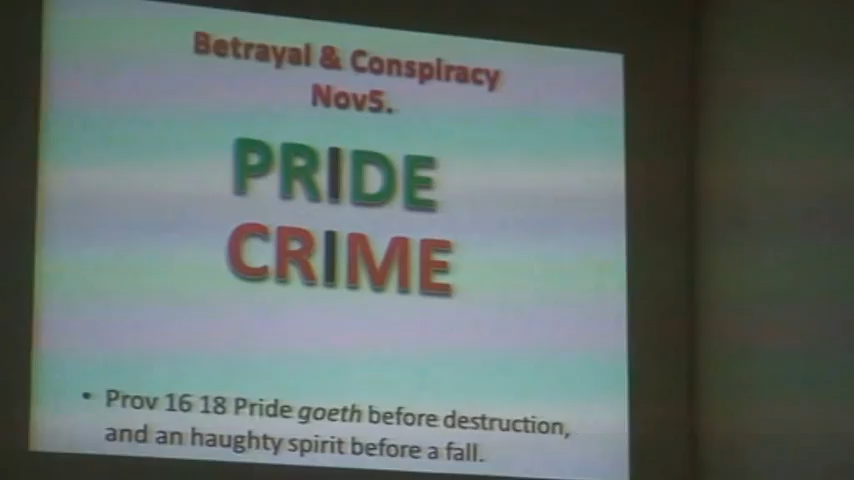 Betrayal & Conspiracy
Nov5.
PRIDE
CRIME
• Prov 16 18 Pride goeth before destruction,
and an haughty spirit before a fall.